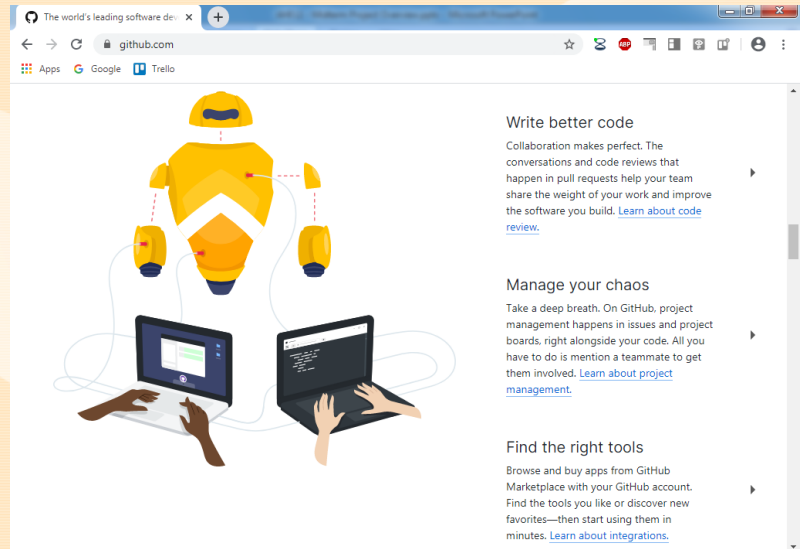 The world's leading software dev
github.com
ABP
Apps Google Trello
Write better code
Collaboration makes perfect. The
conversations and code reviews that
happen in pull requests help your team
share the weight of your work and improve
the software you build. Learn about code
review.
Manage your chaos
Take a deep breath. On GitHub, project
management happens in issues and project
boards, right alongside your code. All you
have to do is mention a teammate to get
them involved. Learn about project
management.
Find the right tools
Browse and buy apps from GitHub
Marketplace with your GitHub account.
Find the tools you like or discover new
favorites—then start using them in
minutes. Learn about integrations.